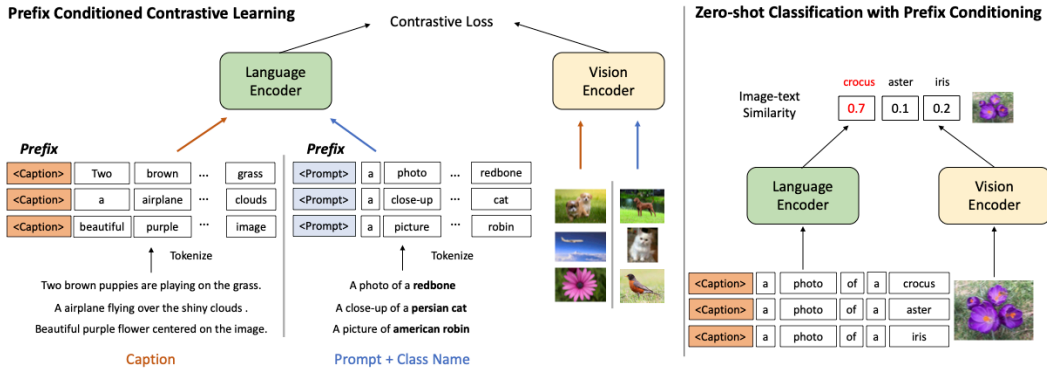 Prefix Conditioned Contrastive Learning
Contrastive Loss
Language
Encoder
Vision
Encoder
Prefix
<Caption> Two brown ... grass
<Caption> a airplane ... clouds
<Caption> beautiful purple ... image
Tokenize
Two brown puppies are playing on the grass.
A airplane flying over the shiny clouds .
Beautiful purple flower centered on the image.
Caption
Prefix
<Prompt> a photo ... redbone
<Prompt> a close-up ... cat
<Prompt> a picture ... robin
Tokenize
A photo of a redbone
A close-up of a persian cat
A picture of american robin
Prompt + Class Name
Zero-shot Classification with Prefix Conditioning
crocus aster iris
Image-text
Similarity
0.7 0.1 0.2
Language
Encoder
Vision
Encoder
<Caption> a photo of a crocus
<Caption> a photo of a aster
<Caption> a photo of a iris